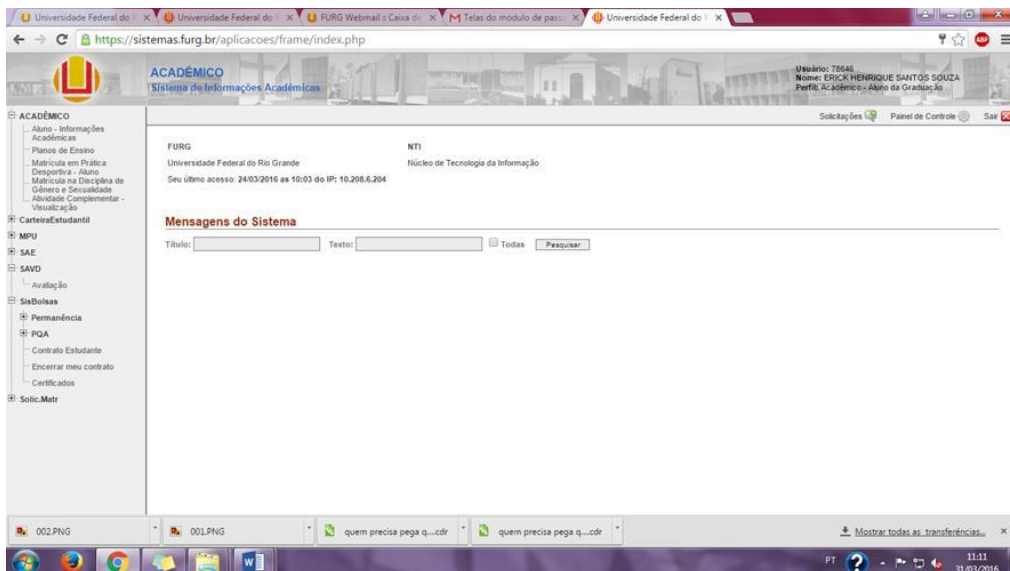 Universidade Federal do
Universidade Federal do
FURG Webmail :: Caixa de
Telas do módulo de pass
Universidade Federal do
https://sistemas.furg.br/aplicacoes/frame/index.php
ABP
ACADÊMICO
Sistema de Informações Acadêmicas
Usuário: 78646
Nome: ERICK HENRIQUE SANTOS SOUZA
Perfil: Acadêmico - Aluno da Graduação
Solicitações
Painel de Controle
Sair
ACADÊMICO
Aluno - Informações
Acadêmicas
Planos de Ensino
Matrícula em Prática
Desportiva - Aluno
Matrícula na Disciplina de
Gênero e Sexualidade
Atividade Complementar -
Visualização
CarteiraEstudantil
MPU
SAE
SAVD
Avaliação
SisBolsas
Permanência
PQA
Contrato Estudante
Encerrar meu contrato
Certificados
Solic.Matr
FURG
Universidade Federal do Rio Grande
NTI
Núcleo de Tecnologia da Informação
Seu último acesso: 24/03/2016 as 10:03 do IP: 10.208.6.204
Mensagens do Sistema
Título:
Texto:
Todas
Pesquisar
002.PNG
001.PNG
quem precisa pega q....cdr
quem precisa pega q....cdr
Mostrar todas as transferências...
PT
11:11
31/03/2016